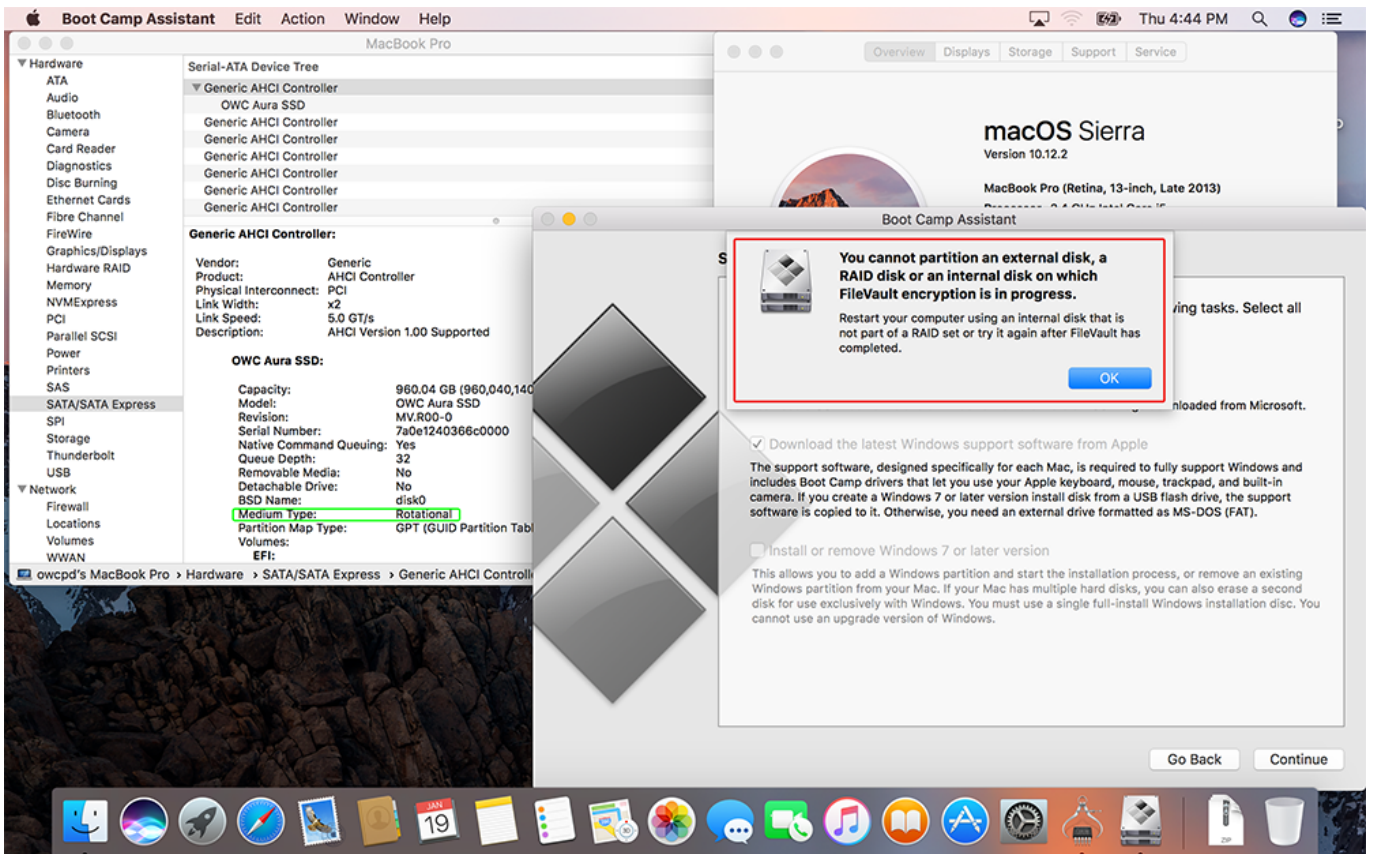 Boot Camp Assistant Edit Action Window Help
Thu 4:44 PM
MacBook Pro
Hardware
ATA
Audio
Bluetooth
Camera
Card Reader
Diagnostics
Disc Burning
Ethernet Cards
Fibre Channel
FireWire
Graphics/Displays
Hardware RAID
Memory
NVMExpress
PCI
Parallel SCSI
Power
Printers
SAS
SATA/SATA Express
SPI
Storage
Thunderbolt
USB
Network
Firewall
Locations
Volumes
WWAN
Serial-ATA Device Tree
Generic AHCI Controller
OWC Aura SSD
Generic AHCI Controller
Generic AHCI Controller
Generic AHCI Controller
Generic AHCI Controller
Generic AHCI Controller
Generic AHCI Controller
Generic AHCI Controller:
Vendor: Generic
Product: AHCI Controller
Physical Interconnect: PCI
Link Width: x2
Link Speed: 5.0 GT/s
Description: AHCI Version 1.00 Supported
OWC Aura SSD:
Capacity: 960.04 GB (960,040,140
Model: OWC Aura SSD
Revision: MV.R00-0
Serial Number: 7a0e1240366c0000
Native Command Queuing: Yes
Queue Depth: 32
Removable Media: No
Detachable Drive: No
BSD Name: disk0
Medium Type: Rotational
Partition Map Type: GPT (GUID Partition Tabl
Volumes:
EFI:
owcpd's MacBook Pro › Hardware › SATA/SATA Express › Generic AHCI Controlle
Overview Displays Storage Support Service
macOS Sierra
Version 10.12.2
MacBook Pro (Retina, 13-inch, Late 2013)
Boot Camp Assistant
You cannot partition an external disk, a
RAID disk or an internal disk on which
FileVault encryption is in progress.
Restart your computer using an internal disk that is
not part of a RAID set or try it again after FileVault has
completed.
OK
ving tasks. Select all
nloaded from Microsoft.
Download the latest Windows support software from Apple
The support software, designed specifically for each Mac, is required to fully support Windows and
includes Boot Camp drivers that let you use your Apple keyboard, mouse, trackpad, and built-in
camera. If you create a Windows 7 or later version install disk from a USB flash drive, the support
software is copied to it. Otherwise, you need an external drive formatted as MS-DOS (FAT).
Install or remove Windows 7 or later version
This allows you to add a Windows partition and start the installation process, or remove an existing
Windows partition from your Mac. If your Mac has multiple hard disks, you can also erase a second
disk for use exclusively with Windows. You must use a single full-install Windows installation disc. You
cannot use an upgrade version of Windows.
Go Back Continue
JAN
19
ZIP